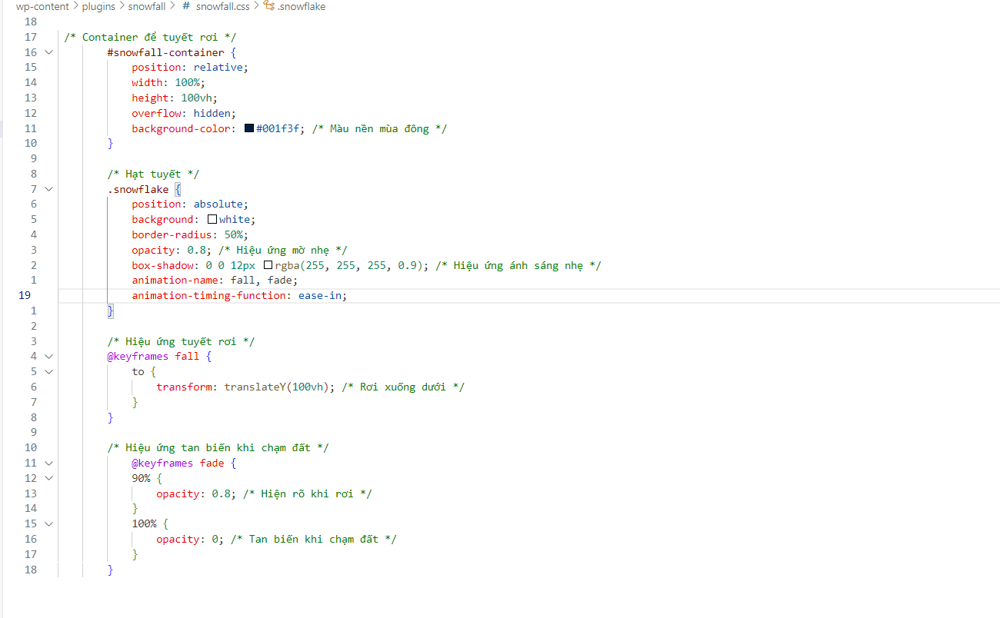 wp-content > plugins > snowfall > # snowfall.css > .snowflake
18
17 /* Container để tuyết rơi */
16 #snowfall-container {
15 position: relative;
14 width: 100%;
13 height: 100vh;
12 overflow: hidden;
11 background-color: #001f3f; /* Màu nền mùa đông */
10 }
9
8 /* Hạt tuyết */
7 .snowflake {
6 position: absolute;
5 background: white;
4 border-radius: 50%;
3 opacity: 0.8; /* Hiệu ứng mờ nhẹ */
2 box-shadow: 0 0 12px rgba(255, 255, 255, 0.9); /* Hiệu ứng ánh sáng nhẹ */
1 animation-name: fall, fade;
19 animation-timing-function: ease-in;
1 }
2
3 /* Hiệu ứng tuyết rơi */
4 @keyframes fall {
5 to {
6 transform: translateY(100vh); /* Rơi xuống dưới */
7 }
8 }
9
10 /* Hiệu ứng tan biến khi chạm đất */
11 @keyframes fade {
12 90% {
13 opacity: 0.8; /* Hiện rõ khi rơi */
14 }
15 100% {
16 opacity: 0; /* Tan biến khi chạm đất */
17 }
18 }